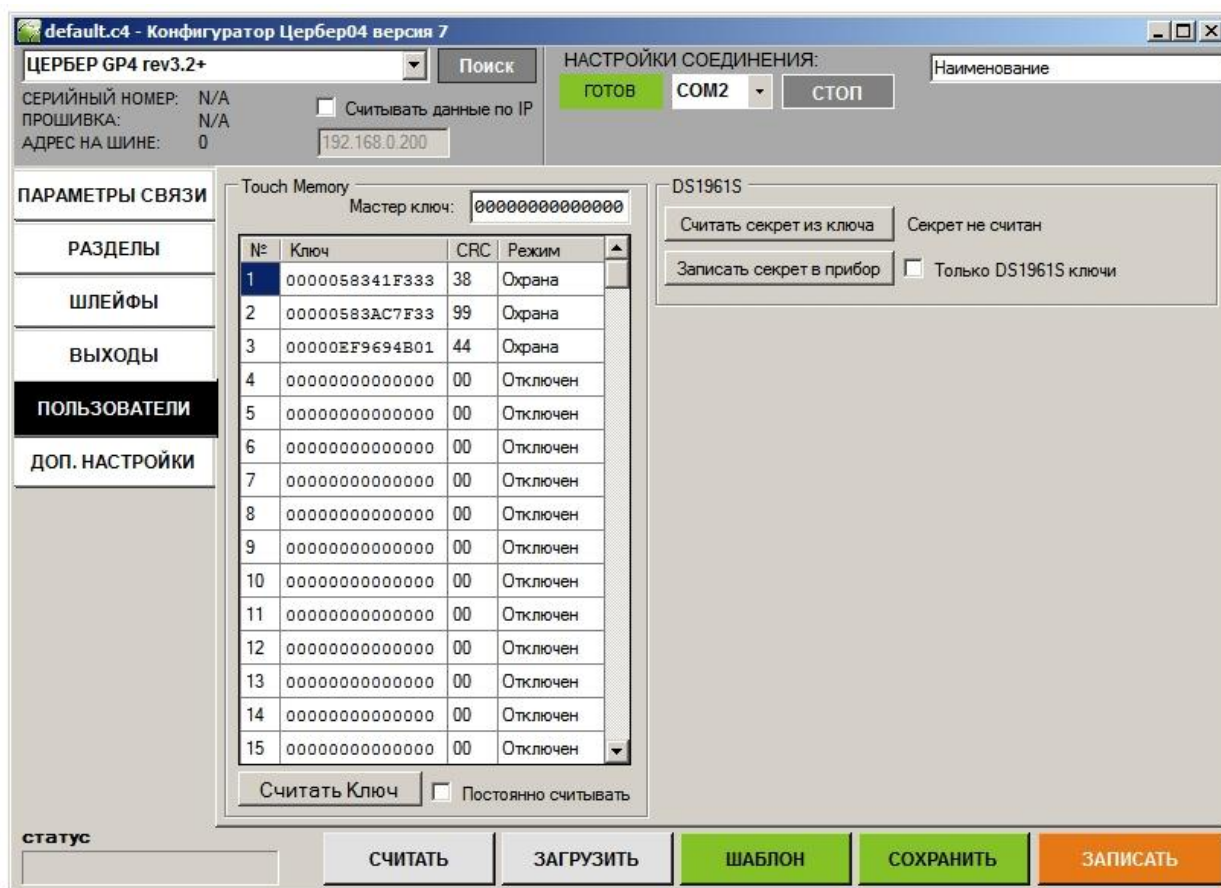 default.c4 - Конфигуратор Цербер04 версия 7
ЦЕРБЕР GP4 rev3.2+
Поиск
НАСТРОЙКИ СОЕДИНЕНИЯ:
Наименование
ГОТОВ COM2 СТОП
СЕРИЙНЫЙ НОМЕР: N/A
ПРОШИВКА: N/A
АДРЕС НА ШИНЕ: 0
Считывать данные по IP
192.168.0.200
ПАРАМЕТРЫ СВЯЗИ
РАЗДЕЛЫ
ШЛЕЙФЫ
ВЫХОДЫ
ПОЛЬЗОВАТЕЛИ
ДОП. НАСТРОЙКИ
Touch Memory
Мастер ключ: 00000000000000
№ Ключ CRC Режим
1 0000058341F333 38 Охрана
2 00000583AC7F33 99 Охрана
3 00000EF9694B01 44 Охрана
4 00000000000000 00 Отключен
5 00000000000000 00 Отключен
6 00000000000000 00 Отключен
7 00000000000000 00 Отключен
8 00000000000000 00 Отключен
9 00000000000000 00 Отключен
10 00000000000000 00 Отключен
11 00000000000000 00 Отключен
12 00000000000000 00 Отключен
13 00000000000000 00 Отключен
14 00000000000000 00 Отключен
15 00000000000000 00 Отключен
Считать Ключ Постоянно считывать
DS1961S
Считать секрет из ключа Секрет не считан
Записать секрет в прибор Только DS1961S ключи
статус
СЧИТАТЬ ЗАГРУЗИТЬ ШАБЛОН СОХРАНИТЬ ЗАПИСАТЬ